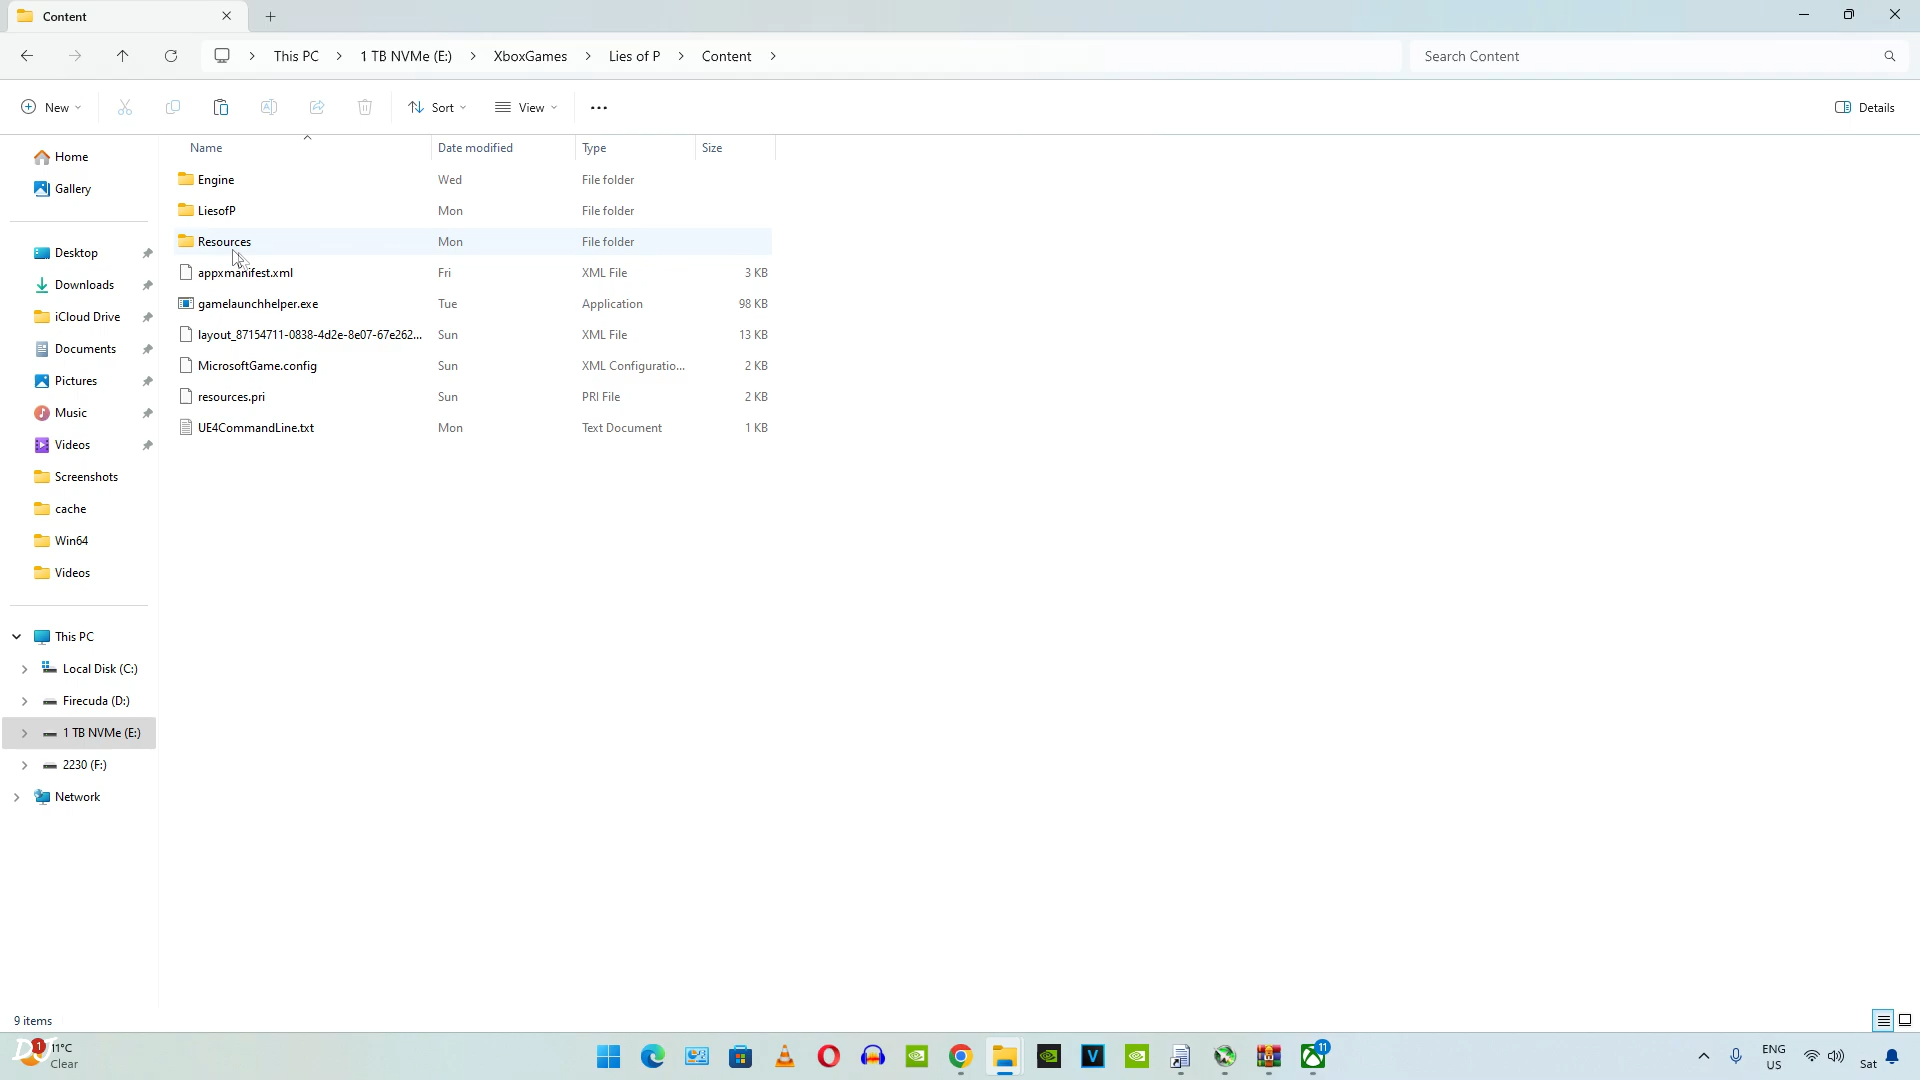 Content
This PC
1 TB NVMe (E:)
XboxGames
Lies of P
Content
Search Content
New
Sort
View
Details
Name
Date modified
Type
Size
Home
Gallery
Desktop
Downloads
iCloud Drive
Documents
Pictures
Music
Videos
Screenshots
cache
Win64
Videos
This PC
Local Disk (C:)
Firecuda (D:)
1 TB NVMe (E:)
2230 (F:)
Network
Engine Wed File folder
LiesofP Mon File folder
Resources Mon File folder
appxmanifest.xml Fri XML File 3 KB
gamelaunchhelper.exe Tue Application 98 KB
layout_87154711-0838-4d2e-8e07-67e262... Sun XML File 13 KB
MicrosoftGame.config Sun XML Configuratio... 2 KB
resources.pri Sun PRI File 2 KB
UE4CommandLine.txt Mon Text Document 1 KB
9 items
1
11°C
Clear
V
11
ENG
US
Sat